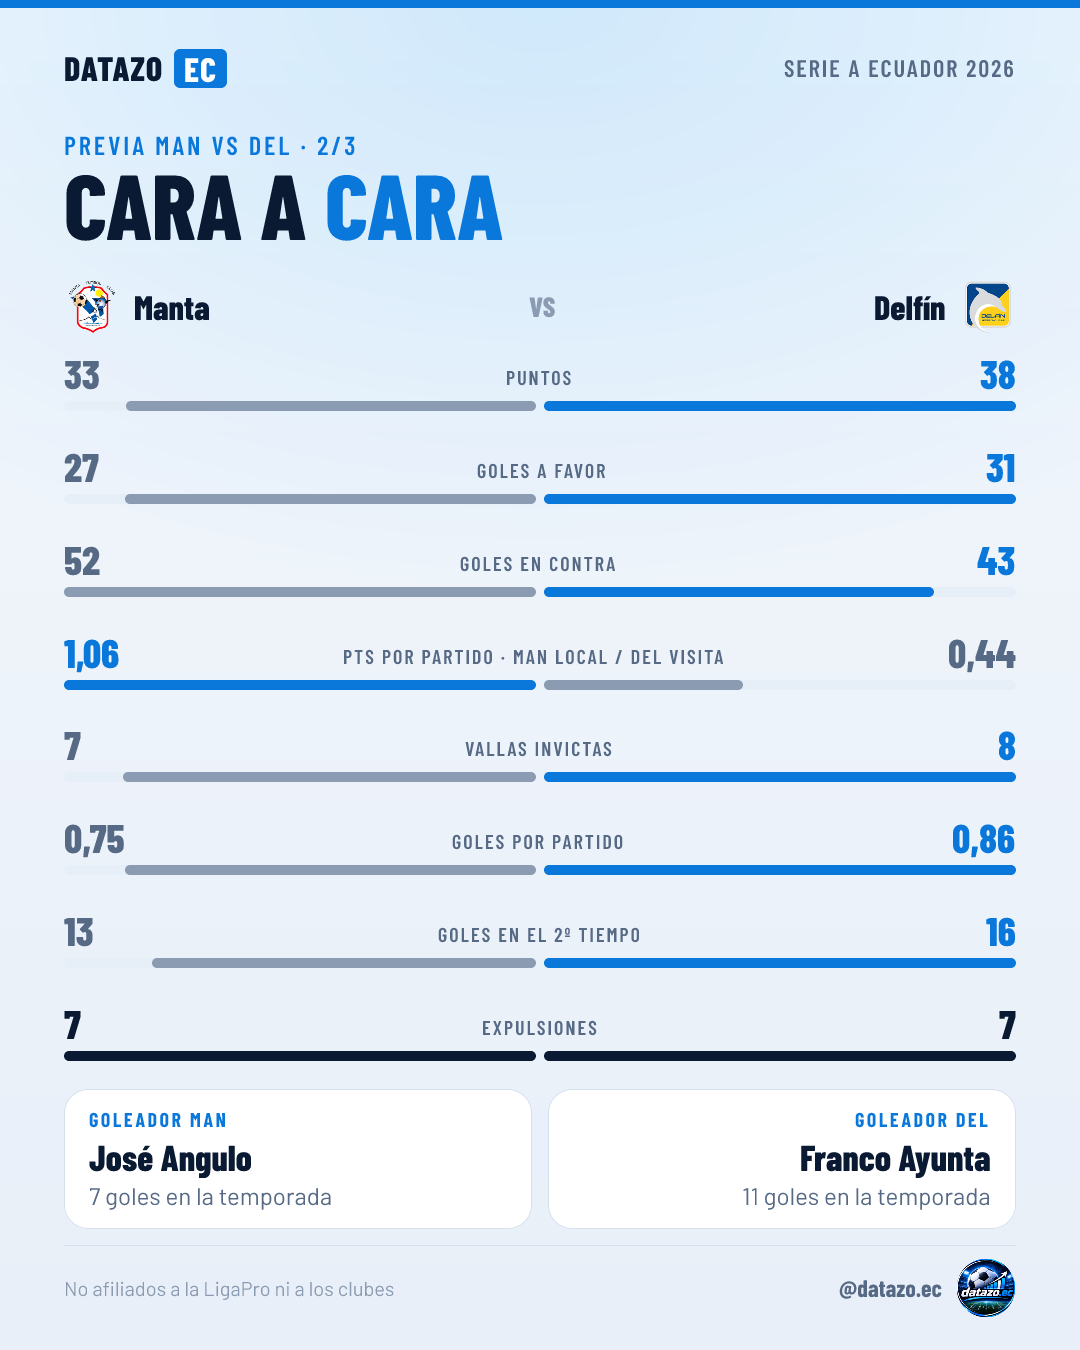 DATAZO EC
SERIE A ECUADOR 2026
PREVIA MAN VS DEL · 2/3
CARA A CARA
Manta VS Delfín
33 PUNTOS 38
27 GOLES A FAVOR 31
52 GOLES EN CONTRA 43
1,06 PTS POR PARTIDO · MAN LOCAL / DEL VISITA 0,44
7 VALLAS INVICTAS 8
0,75 GOLES POR PARTIDO 0,86
13 GOLES EN EL 2º TIEMPO 16
7 EXPULSIONES 7
GOLEADOR MAN
José Angulo
7 goles en la temporada
GOLEADOR DEL
Franco Ayunta
11 goles en la temporada
No afiliados a la LigaPro ni a los clubes
@datazo.ec
datazo.ec